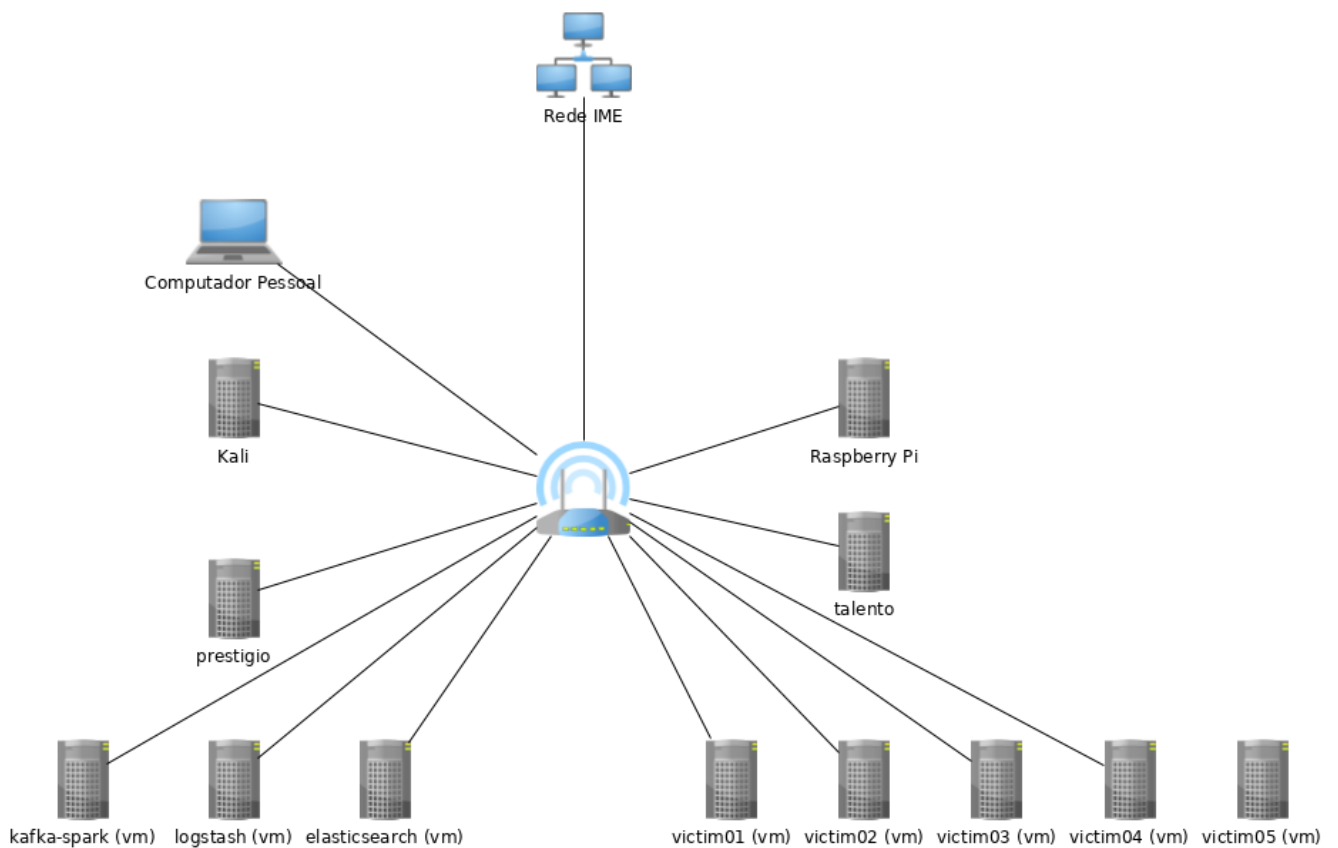 Rede IME
Computador Pessoal
Kali
Raspberry Pi
talento
prestigio
kafka-spark (vm)
logstash (vm)
elasticsearch (vm)
victim01 (vm)
victim02 (vm)
victim03 (vm)
victim04 (vm)
victim05 (vm)